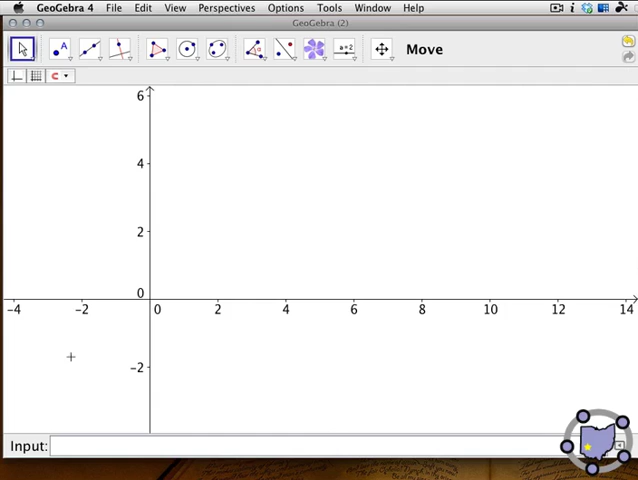 GeoGebra 4 File Edit View Perspectives Options Tools Window Help
GeoGebra (2)
A a=2 Move
6
4
2
0
-4 -2 0 2 4 6 8 10 12 14
-2
Input: